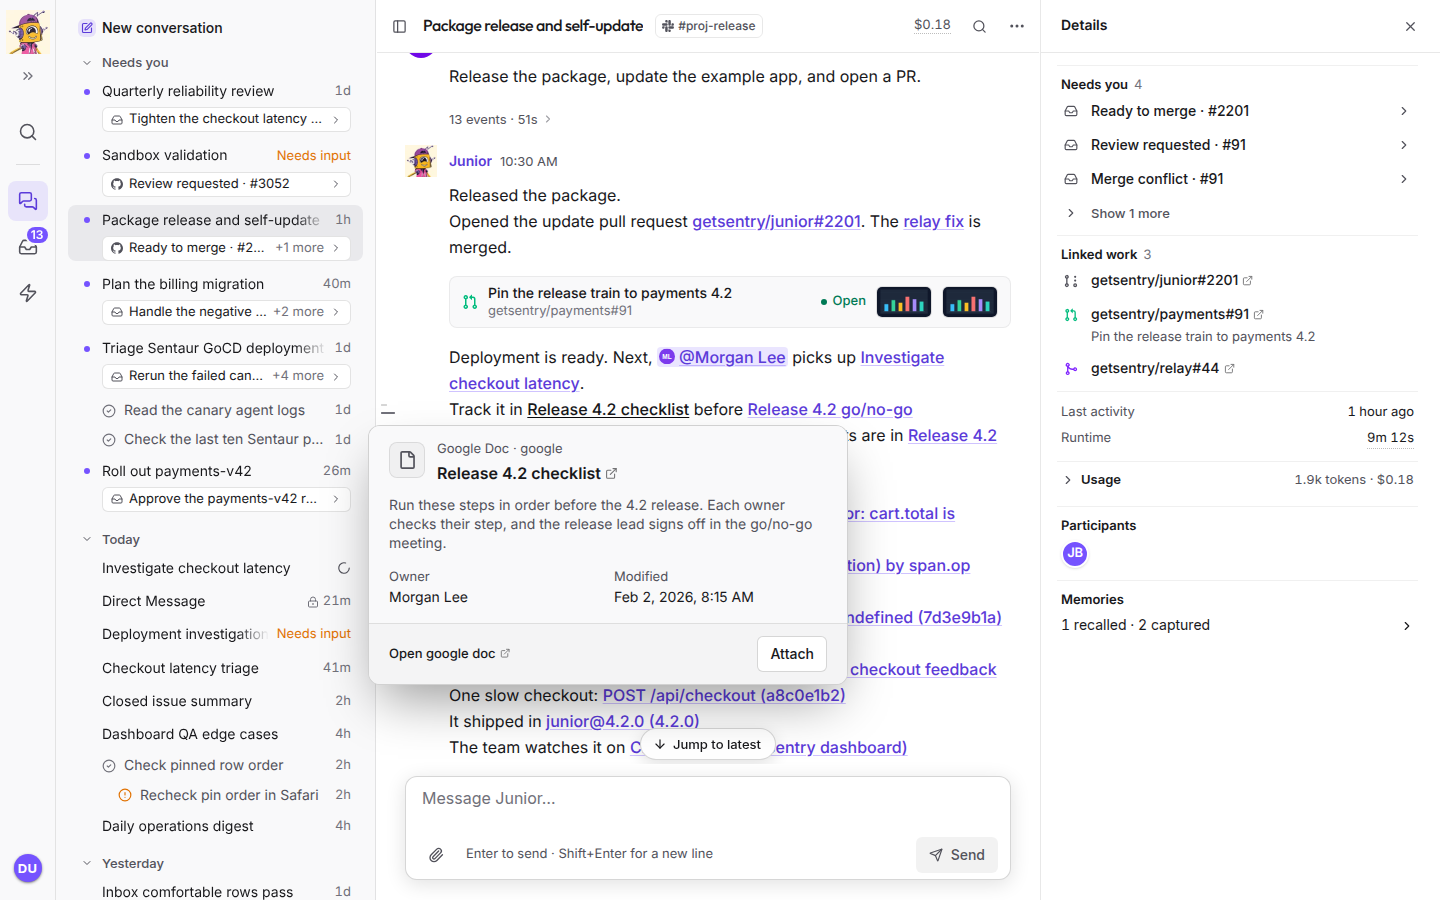 New conversation
Needs you
Quarterly reliability review 1d
Tighten the checkout latency ...
Sandbox validation Needs input
Review requested · #3052
Package release and self-update 1h
Ready to merge · #2... +1 more
Plan the billing migration 40m
Handle the negative ... +2 more
Triage Sentaur GoCD deployment 1d
Rerun the failed can... +4 more
Read the canary agent logs 1d
Check the last ten Sentaur p... 1d
Roll out payments-v42 26m
Approve the payments-v42 r...
Today
Investigate checkout latency
Direct Message 21m
Deployment investigation Needs input
Checkout latency triage 41m
Closed issue summary 2h
Dashboard QA edge cases 4h
Check pinned row order 2h
Recheck pin order in Safari 2h
Daily operations digest 4h
Yesterday
Inbox comfortable rows pass 1d
13
DU
Package release and self-update #proj-release $0.18
Release the package, update the example app, and open a PR.
13 events · 51s
Junior 10:30 AM
Released the package.
Opened the update pull request getsentry/junior#2201. The relay fix is
merged.
Pin the release train to payments 4.2
getsentry/payments#91
Open
Deployment is ready. Next, ML @Morgan Lee picks up Investigate
checkout latency.
Track it in Release 4.2 checklist before Release 4.2 go/no-go
s are in Release 4.2
or: cart.total is
tion) by span.op
ndefined (7d3e9b1a)
checkout feedback
One slow checkout: POST /api/checkout (a8c0e1b2)
It shipped in junior@4.2.0 (4.2.0)
The team watches it on C entry dashboard)
Google Doc · google
Release 4.2 checklist
Run these steps in order before the 4.2 release. Each owner
checks their step, and the release lead signs off in the go/no-go
meeting.
Owner Modified
Morgan Lee Feb 2, 2026, 8:15 AM
Open google doc Attach
Jump to latest
Message Junior...
Enter to send · Shift+Enter for a new line
Send
Details
Needs you 4
Ready to merge · #2201
Review requested · #91
Merge conflict · #91
Show 1 more
Linked work 3
getsentry/junior#2201
getsentry/payments#91
Pin the release train to payments 4.2
getsentry/relay#44
Last activity 1 hour ago
Runtime 9m 12s
Usage 1.9k tokens · $0.18
Participants
JB
Memories
1 recalled · 2 captured